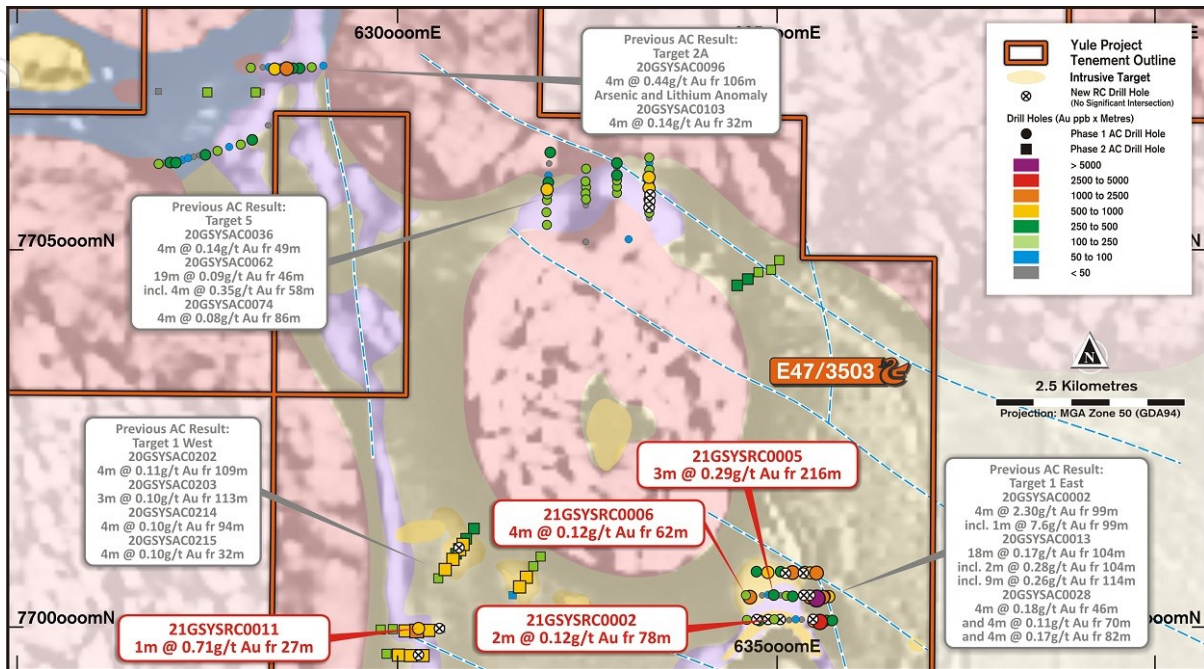 630000mE
Previous AC Result:
Target 2A
20GSYSAC0096
4m @ 0.44g/t Au fr 106m
Arsenic and Lithium Anomaly
20GSYSAC0103
4m @ 0.14g/t Au fr 32m
mE
Yule Project
Tenement Outline
Intrusive Target
New RC Drill Hole
(No Significant Intersection)
Drill Holes (Au ppb x Metres)
Phase 1 AC Drill Hole
Phase 2 AC Drill Hole
> 5000
2500 to 5000
1000 to 2500
500 to 1000
250 to 500
100 to 250
50 to 100
< 50
7705000mN
Previous AC Result:
Target 5
20GSYSAC0036
4m @ 0.14g/t Au fr 49m
20GSYSAC0062
19m @ 0.09g/t Au fr 46m
incl. 4m @ 0.35g/t Au fr 58m
20GSYSAC0074
4m @ 0.08g/t Au fr 86m
N
E47/3503
N
2.5 Kilometres
Projection: MGA Zone 50 (GDA94)
Previous AC Result:
Target 1 West
20GSYSAC0202
4m @ 0.11g/t Au fr 109m
20GSYSAC0203
3m @ 0.10g/t Au fr 113m
20GSYSAC0214
4m @ 0.10g/t Au fr 94m
20GSYSAC0215
4m @ 0.10g/t Au fr 32m
21GSYSRC0005
3m @ 0.29g/t Au fr 216m
21GSYSRC0006
4m @ 0.12g/t Au fr 62m
Previous AC Result:
Target 1 East
20GSYSAC0002
4m @ 2.30g/t Au fr 99m
incl. 1m @ 7.6g/t Au fr 99m
20GSYSAC0013
18m @ 0.17g/t Au fr 104m
incl. 2m @ 0.28g/t Au fr 104m
incl. 9m @ 0.26g/t Au fr 114m
20GSYSAC0028
4m @ 0.18g/t Au fr 46m
and 4m @ 0.11g/t Au fr 70m
and 4m @ 0.17g/t Au fr 82m
7700000mN
21GSYSRC0011
1m @ 0.71g/t Au fr 27m
21GSYSRC0002
2m @ 0.12g/t Au fr 78m
635000mE
mN